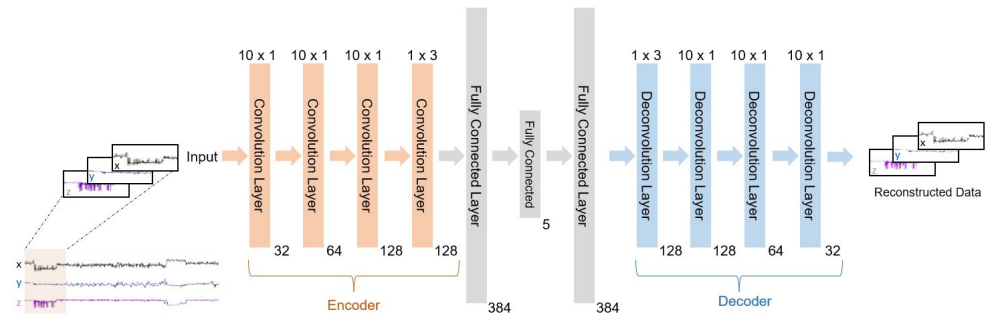 10 x 1
10 x 1
10 x 1
1 x 3
1 x 3
10 x 1
10 x 1
10 x 1
Input
Convolution Layer
Convolution Layer
Convolution Layer
Convolution Layer
Fully Connected Layer
Fully Connected
Fully Connected Layer
Deconvolution Layer
Deconvolution Layer
Deconvolution Layer
Deconvolution Layer
x
y
z
x
y
z
Reconstructed Data
5
32
64
128
128
128
128
64
32
x
y
z
Encoder
Decoder
384
384